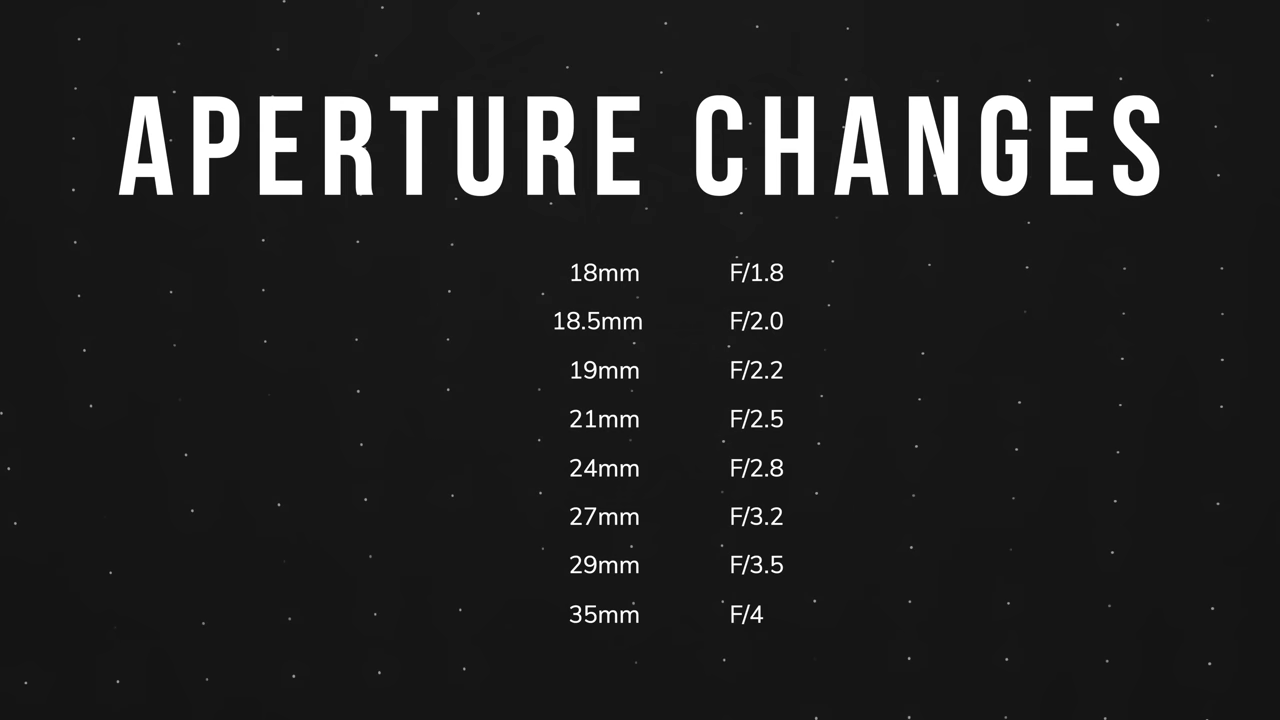 APERTURE CHANGES
18mm F/1.8
18.5mm F/2.0
19mm F/2.2
21mm F/2.5
24mm F/2.8
27mm F/3.2
29mm F/3.5
35mm F/4